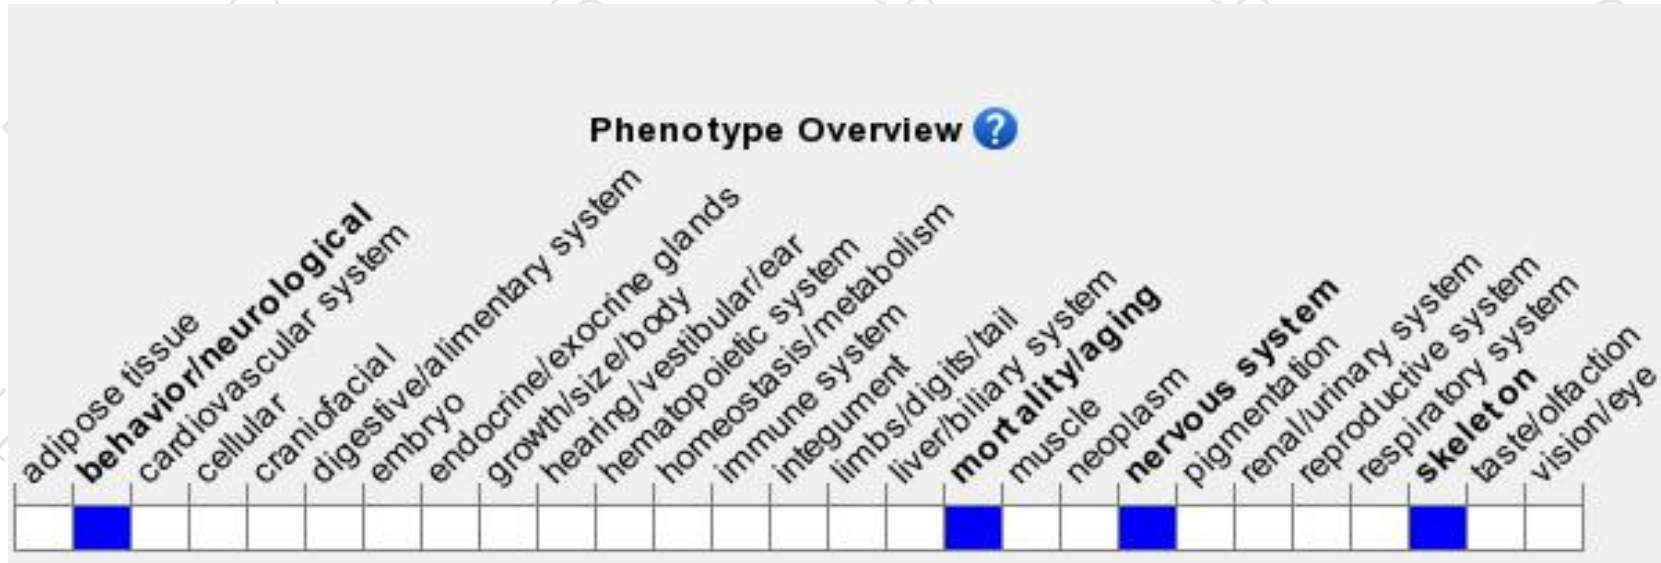 Phenotype Overview ?
adipose tissue
behavior/neurological
cardiovascular system
cellular
craniofacial
digestive/alimentary system
embryo
endocrine/exocrine glands
growth/size/body
hearing/vestibular/ear
hematopoietic system
homeostasis/metabolism
immune system
integument
limbs/digits/tail
liver/biliary system
mortality/aging
muscle
neoplasm
nervous system
pigmentation
renal/urinary system
reproductive system
respiratory system
skeleton
taste/olfaction
vision/eye